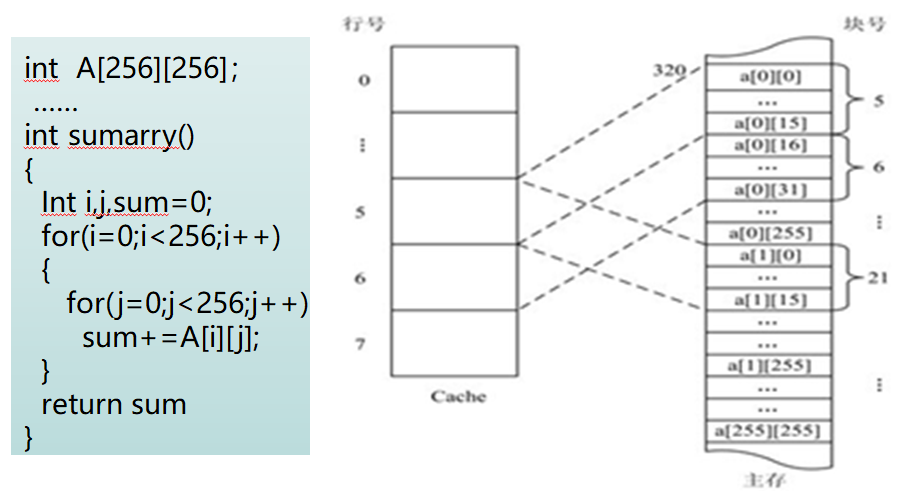 int A[256][256];
......
int sumarry()
{
Int i,j,sum=0;
for(i=0;i<256;i++)
{
for(j=0;j<256;j++)
sum+=A[i][j];
}
return sum
}
行号
0
⋮
5
6
7
Cache
块号
320
a[0][0]
...
a[0][15]
5
a[0][16]
...
a[0][31]
6
...
⋮
a[0][255]
a[1][0]
...
a[1][15]
21
...
...
a[1][255]
⋮
...
...
a[255][255]
主存